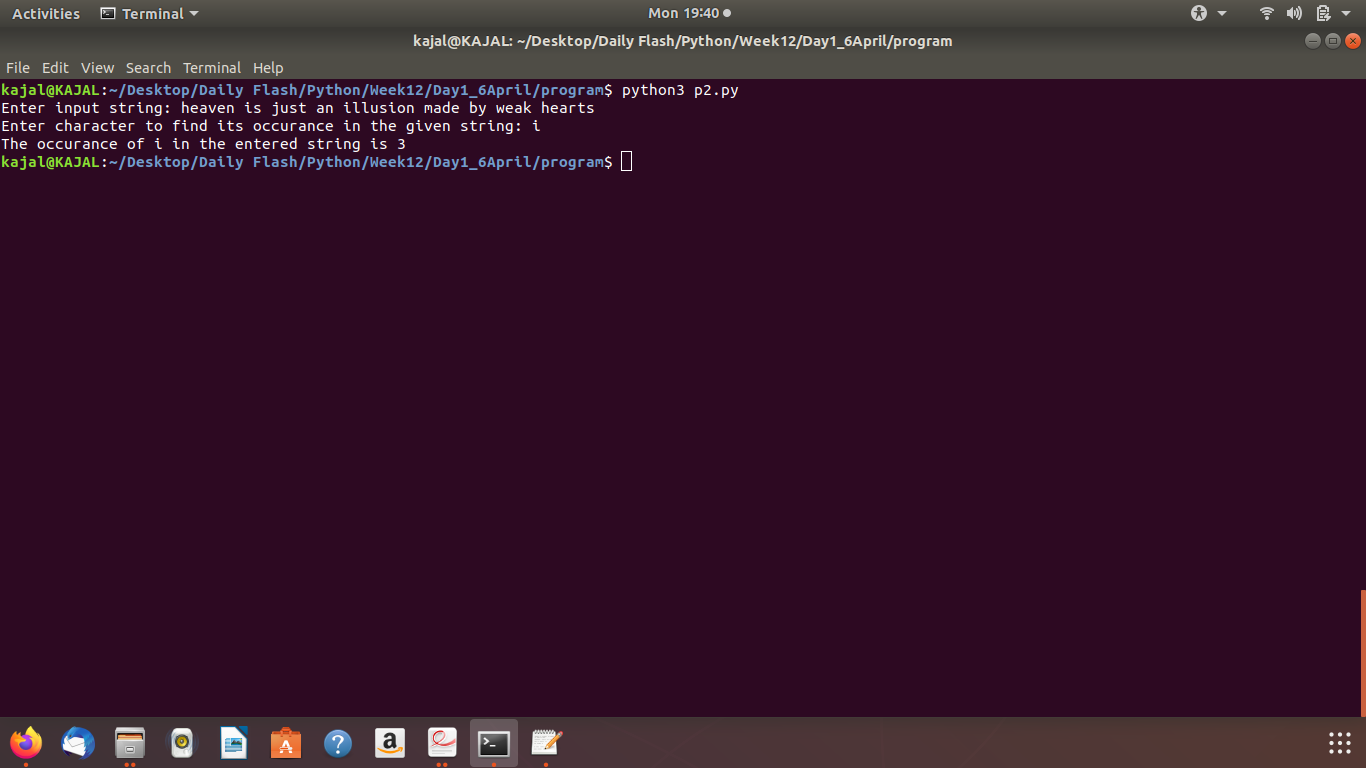 Activities Terminal Mon 19:40
kajal@KAJAL: ~/Desktop/Daily Flash/Python/Week12/Day1_6April/program
File Edit View Search Terminal Help
kajal@KAJAL:~/Desktop/Daily Flash/Python/Week12/Day1_6April/program$ python3 p2.py
Enter input string: heaven is just an illusion made by weak hearts
Enter character to find its occurance in the given string: i
The occurance of i in the entered string is 3
kajal@KAJAL:~/Desktop/Daily Flash/Python/Week12/Day1_6April/program$